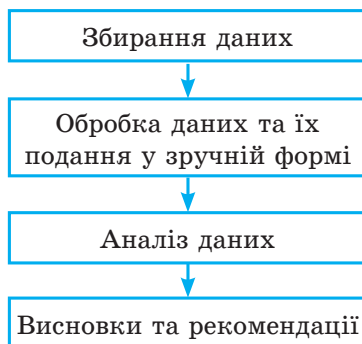 Збирання даних
Обробка даних та їх
подання у зручній формі
Аналіз даних
Висновки та рекомендації